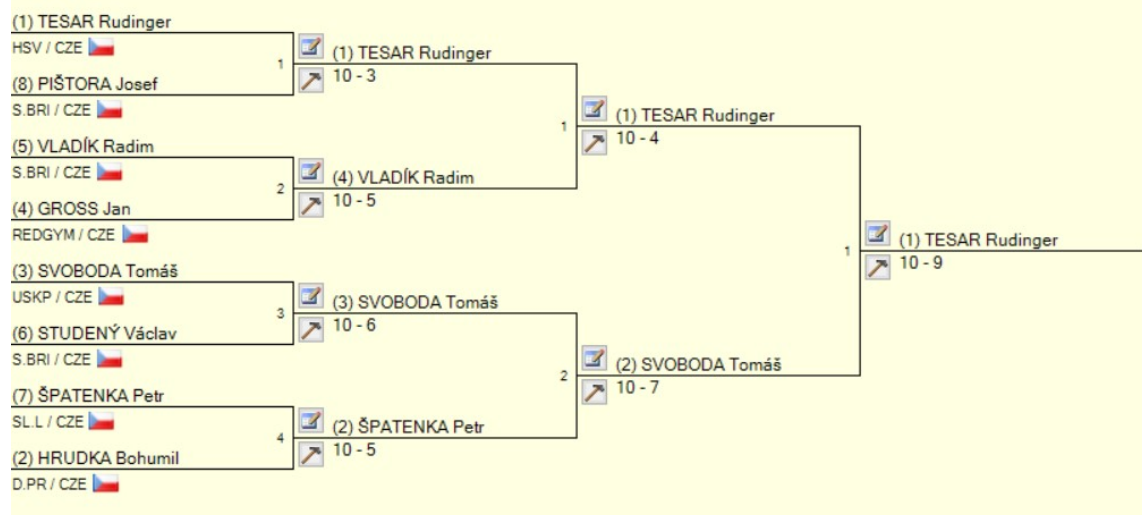 (1) TESAR Rudinger
HSV / CZE
1
(1) TESAR Rudinger
10 - 3
(8) PIŠTORA Josef
S.BRI / CZE
1
(1) TESAR Rudinger
10 - 4
(5) VLADÍK Radim
S.BRI / CZE
2
(4) VLADÍK Radim
10 - 5
(4) GROSS Jan
REDGYM / CZE
1
(1) TESAR Rudinger
10 - 9
(3) SVOBODA Tomáš
USKP / CZE
3
(3) SVOBODA Tomáš
10 - 6
(6) STUDENÝ Václav
S.BRI / CZE
2
(2) SVOBODA Tomáš
10 - 7
(7) ŠPATENKA Petr
SL.L / CZE
4
(2) ŠPATENKA Petr
10 - 5
(2) HRUDKA Bohumil
D.PR / CZE